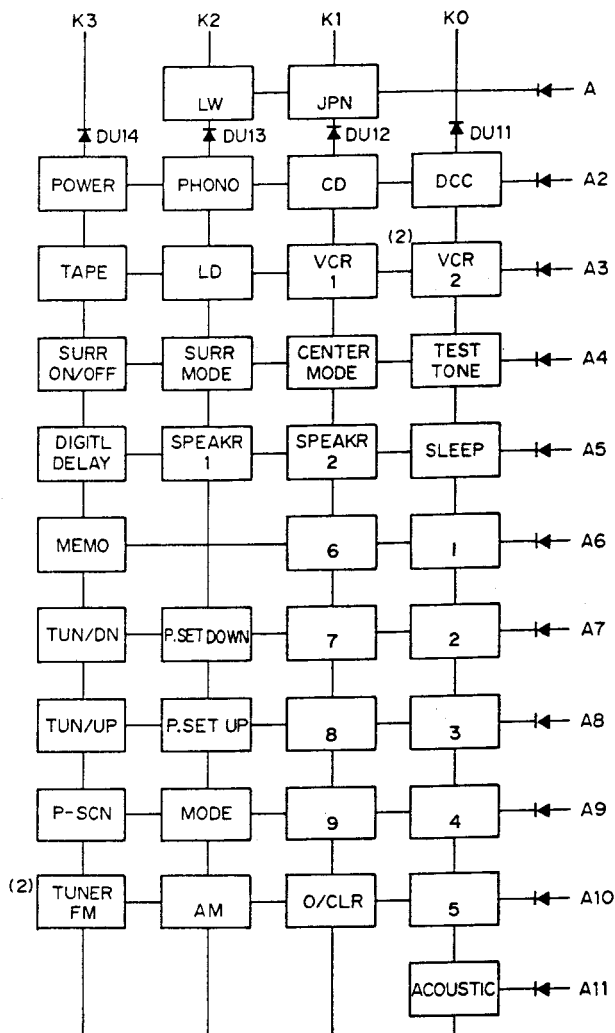 K3 K2 K1 K0
LW JPN A
DU14 DU13 DU12 DU11
POWER PHONO CD DCC A2
(2)
TAPE LD VCR 1 VCR 2 A3
SURR ON/OFF SURR MODE CENTER MODE TEST TONE A4
DIGITL DELAY SPEAKR 1 SPEAKR 2 SLEEP A5
MEMO 6 1 A6
TUN/DN P.SET DOWN 7 2 A7
TUN/UP P.SET UP 8 3 A8
P-SCN MODE 9 4 A9
(2) TUNER FM AM O/CLR 5 A10
ACOUSTIC A11